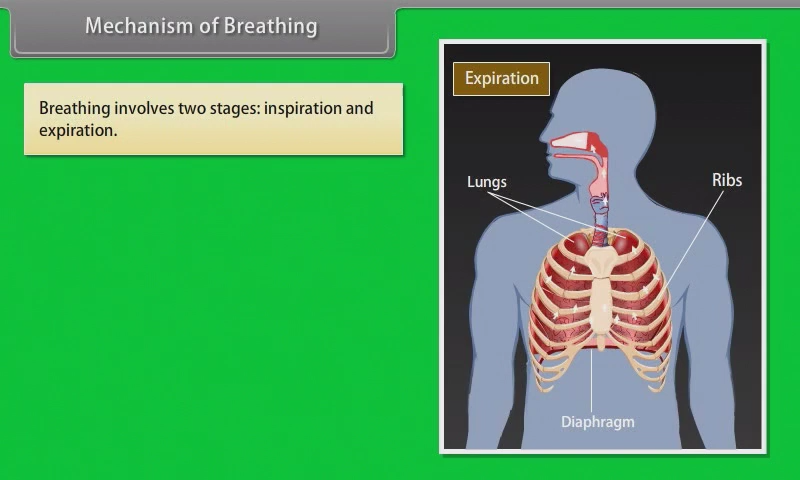 Mechanism of Breathing
Breathing involves two stages: inspiration and
expiration.
Expiration
Lungs
Ribs
Diaphragm